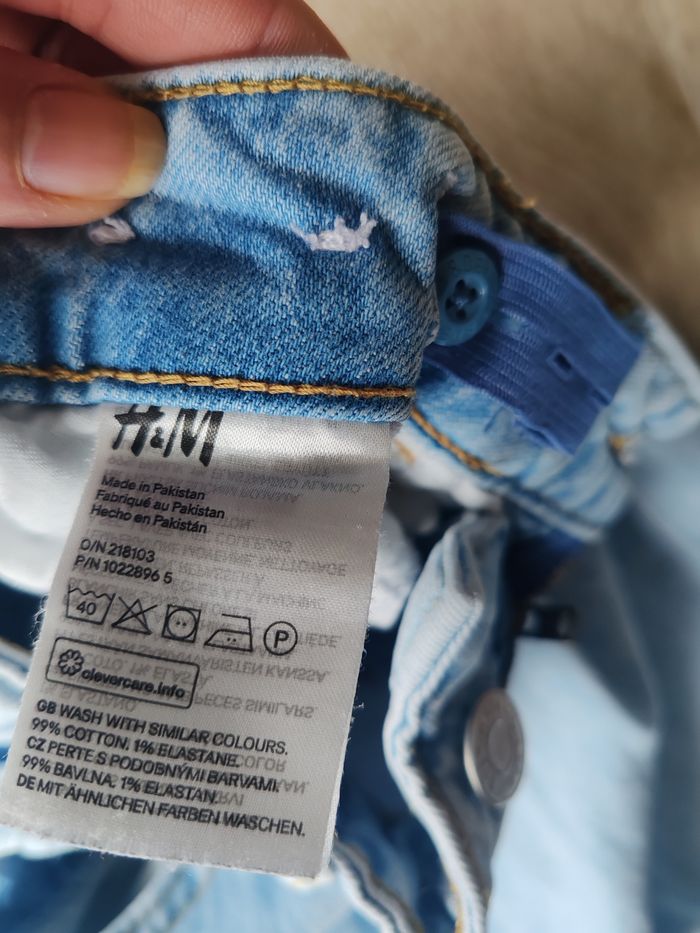 H&M
Made in Pakistan
Fabriqué au Pakistan
Hecho en Pakistán
O/N 218103
P/N 1022896 5
40
P
clevercare.info
GB WASH WITH SIMILAR COLOURS.
99% COTTON, 1% ELASTANE
CZ PERTE S PODOBNÝMI BARVAMI.
99% BAVLNA, 1% ELASTAN
DE MIT ÄHNLICHEN FARBEN WASCHEN.